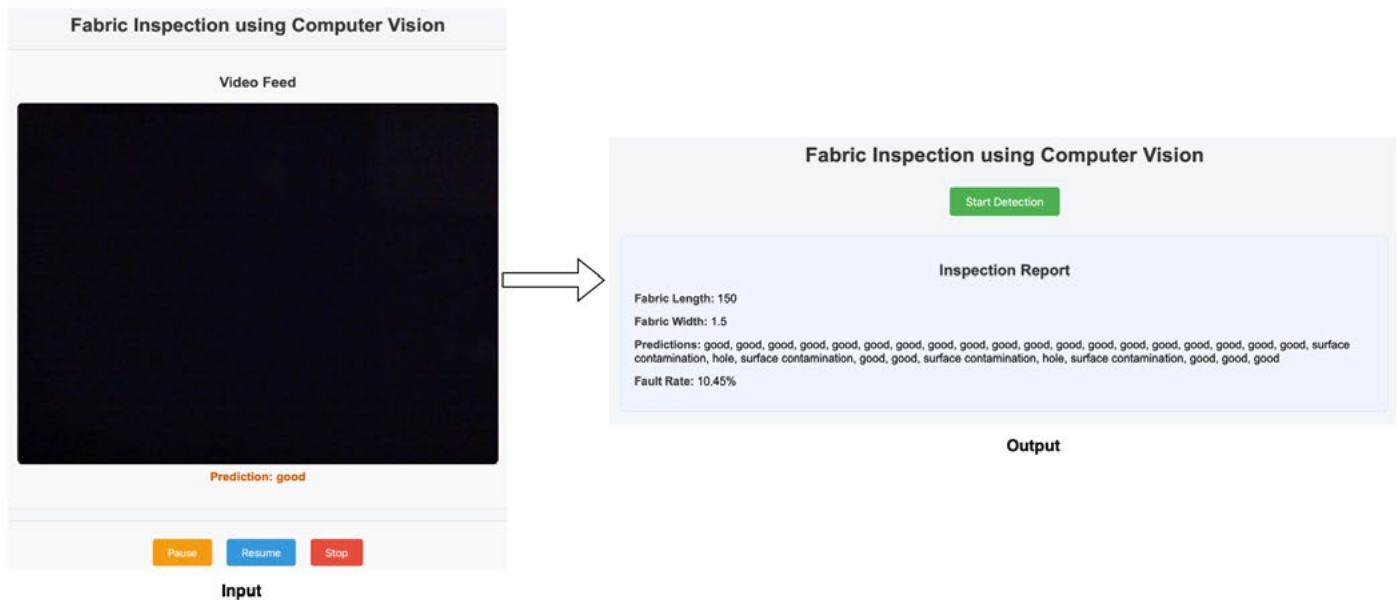 Fabric Inspection using Computer Vision
Video Feed
Prediction: good
Pause
Resume
Stop
Input
Fabric Inspection using Computer Vision
Start Detection
Inspection Report
Fabric Length: 150
Fabric Width: 1.5
Predictions: good, good, good, good, good, good, good, good, good, good, good, good, good, good, good, good, good, good, good, surface
contamination, hole, surface contamination, good, good, surface contamination, hole, surface contamination, good, good, good
Fault Rate: 10.45%
Output